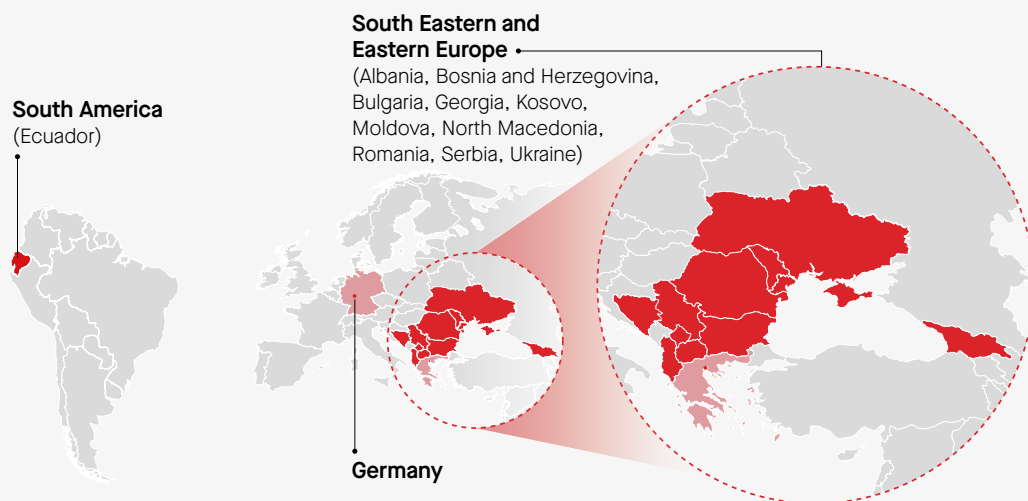 South Eastern and
Eastern Europe
(Albania, Bosnia and Herzegovina,
Bulgaria, Georgia, Kosovo,
Moldova, North Macedonia,
Romania, Serbia, Ukraine)
South America
(Ecuador)
Germany